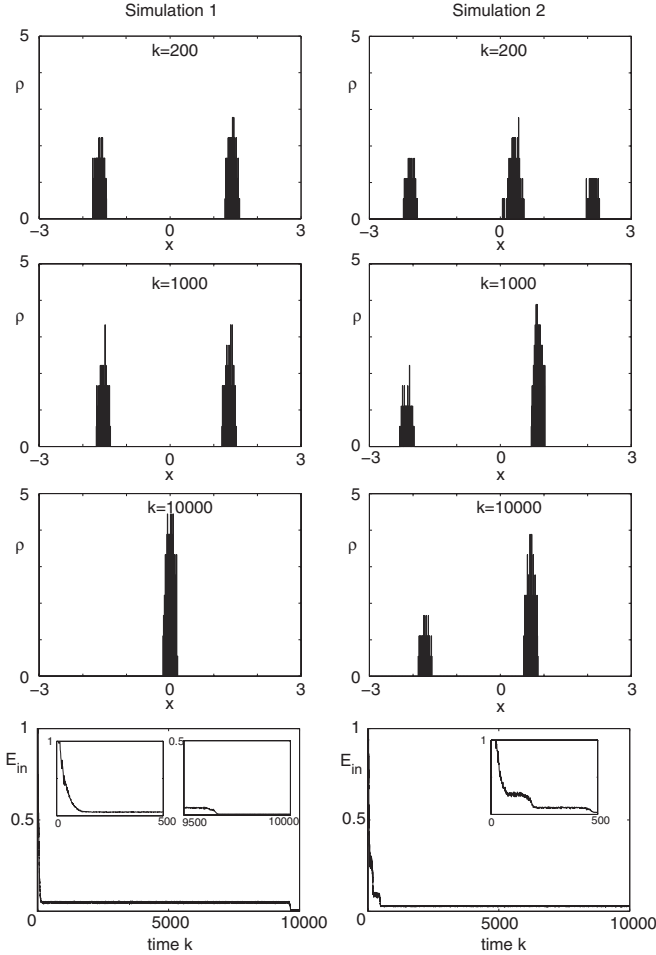 Simulation 1 Simulation 2
5 5
k=200 k=200
ρ ρ
0 0
−3 0 3 −3 0 3
x x
5 5
k=1000 k=1000
ρ ρ
0 0
−3 0 3 −3 0 3
x x
5 5
k=10000 k=10000
ρ ρ
0 0
−3 0 3 −3 0 3
x x
1 1
1 0.5 1
E_in E_in
0 500 9500 10000 0 500
0.5 0.5
0 0
0 5000 10000 0 5000 10000
time k time k